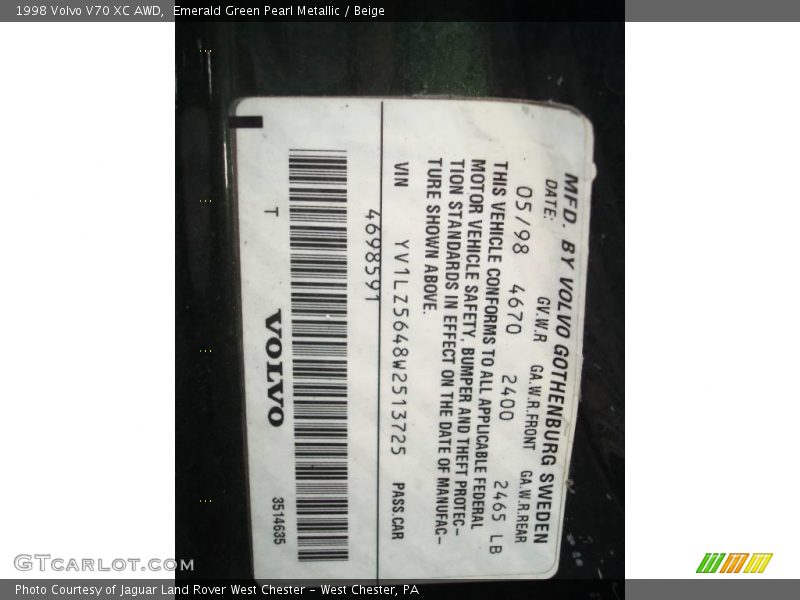 1998 Volvo V70 XC AWD, Emerald Green Pearl Metallic / Beige
MFD. BY VOLVO GOTHENBURG SWEDEN
DATE: GV.W.R GA.W.R.FRONT GA.W.R.REAR
05/98 4670 2400 2465 LB
THIS VEHICLE CONFORMS TO ALL APPLICABLE FEDERAL
MOTOR VEHICLE SAFETY, BUMPER AND THEFT PROTEC-
TION STANDARDS IN EFFECT ON THE DATE OF MANUFAC-
TURE SHOWN ABOVE.
VIN YV1LZ5648W2513725 PASS.CAR
4698591
T VOLVO 3514635
GTCarLot.com
Photo Courtesy of Jaguar Land Rover West Chester - West Chester, PA